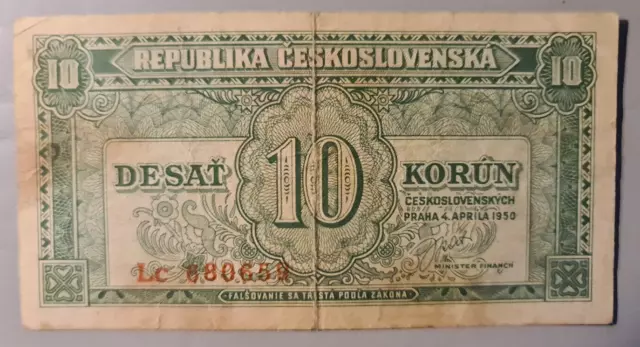 REPUBLIKA ČESKOSLOVENSKÁ
10 10
DESAŤ 10 KORÚN
ČESKOSLOVENSKÝCH
PRAHA 4. APRÍLA 1950
MINISTER FINANCIÍ
Lc 680659
FALŠOVANIE SA TRESTÁ PODĽA ZÁKONA